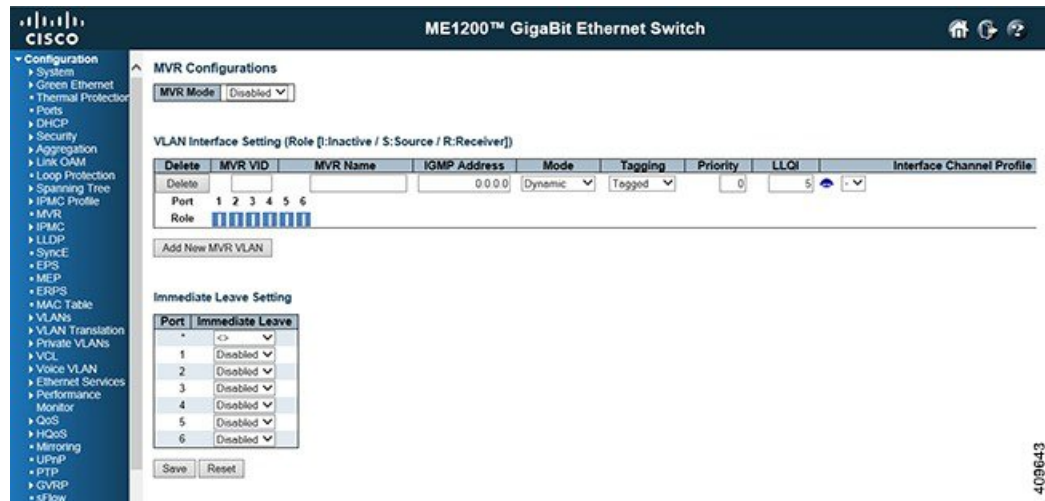 CISCO
ME1200™ GigaBit Ethernet Switch
Configuration
System
Green Ethernet
Thermal Protection
Ports
DHCP
Security
Aggregation
Link OAM
Loop Protection
Spanning Tree
IPMC Profile
MVR
IPMC
LLDP
SyncE
EPS
MEP
ERPS
MAC Table
VLANs
VLAN Translation
Private VLANs
VCL
Voice VLAN
Ethernet Services
Performance
Monitor
QoS
HQoS
Mirroring
UPnP
PTP
GVRP
sFlow
MVR Configurations
MVR Mode Disabled
VLAN Interface Setting (Role [I:Inactive / S:Source / R:Receiver])
Delete MVR VID MVR Name IGMP Address Mode Tagging Priority LLQI Interface Channel Profile
Delete 0.0.0.0 Dynamic Tagged 0 5 -
Port 1 2 3 4 5 6
Role
Add New MVR VLAN
Immediate Leave Setting
Port Immediate Leave
* <>
1 Disabled
2 Disabled
3 Disabled
4 Disabled
5 Disabled
6 Disabled
Save Reset
409643